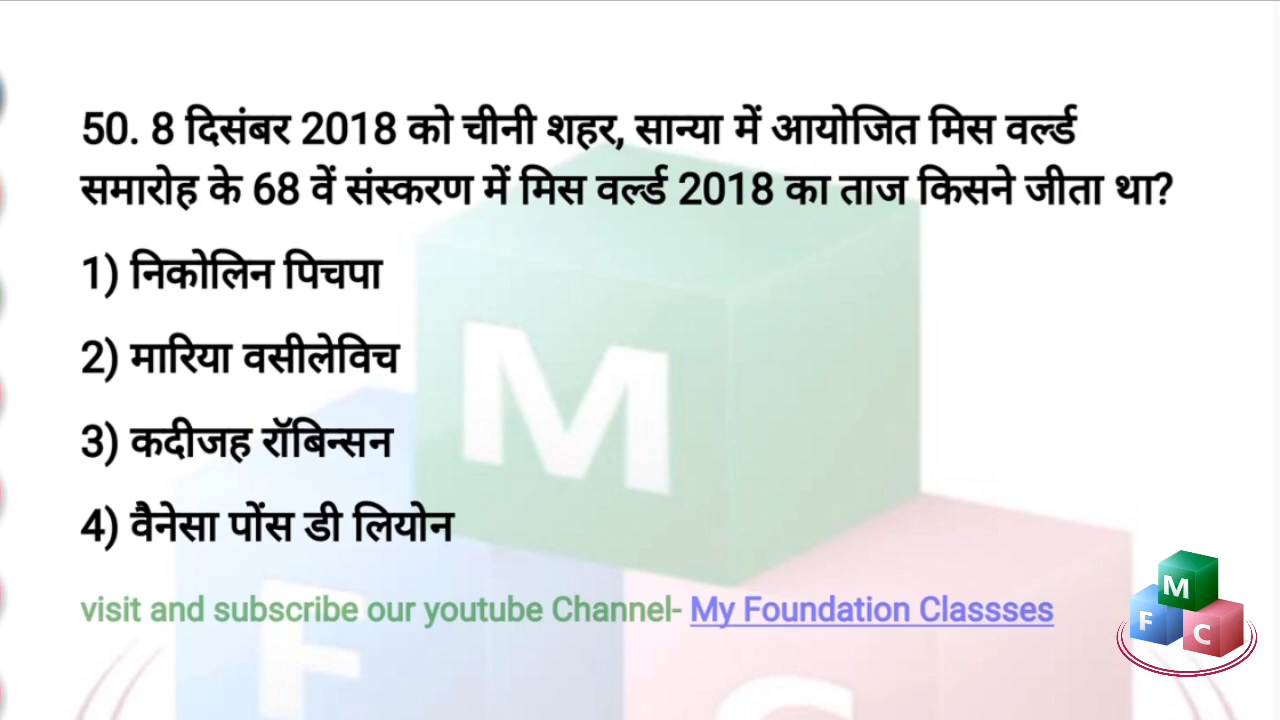 50. 8 दिसंबर 2018 को चीनी शहर, सान्या में आयोजित मिस वर्ल्ड
समारोह के 68 वें संस्करण में मिस वर्ल्ड 2018 का ताज किसने जीता था?
1) निकोलिन पिचपा
2) मारिया वसीलेविच
3) कदीजह रॉबिन्सन
4) वैनेसा पोंस डी लियोन
visit and subscribe our youtube Channel- My Foundation Classses
M
F
C
M
F
C